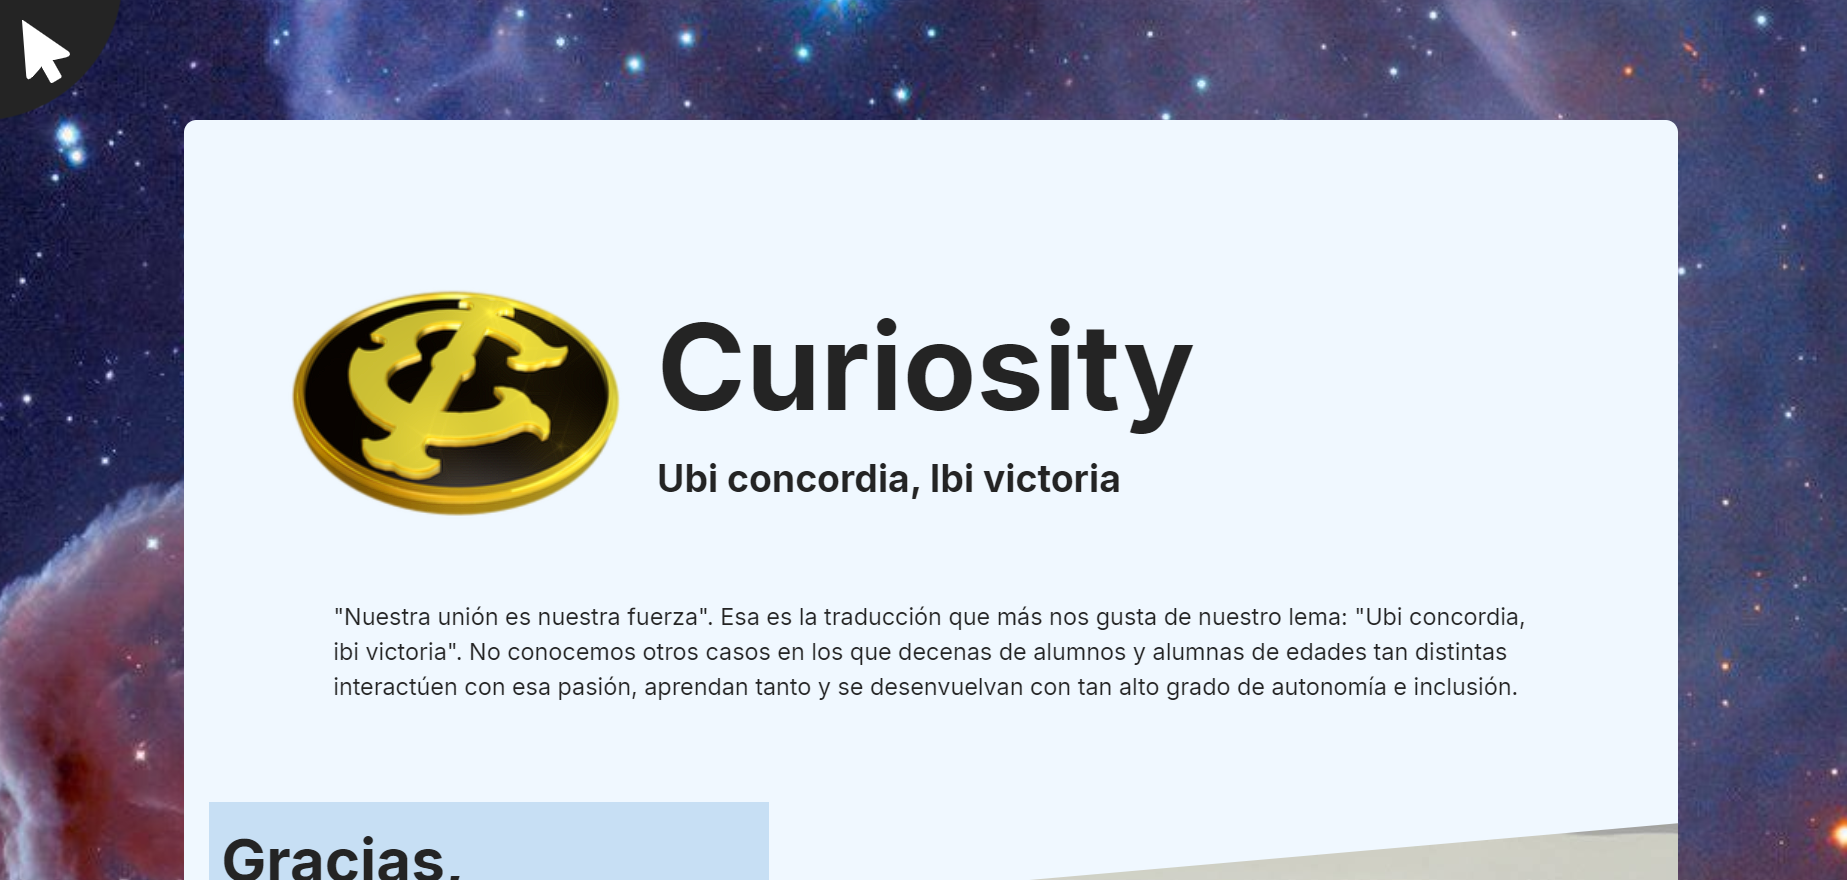 Curiosity
Ubi concordia, Ibi victoria
"Nuestra unión es nuestra fuerza". Esa es la traducción que más nos gusta de nuestro lema: "Ubi concordia,
ibi victoria". No conocemos otros casos en los que decenas de alumnos y alumnas de edades tan distintas
interactúen con esa pasión, aprendan tanto y se desenvuelvan con tan alto grado de autonomía e inclusión.
Gracias,